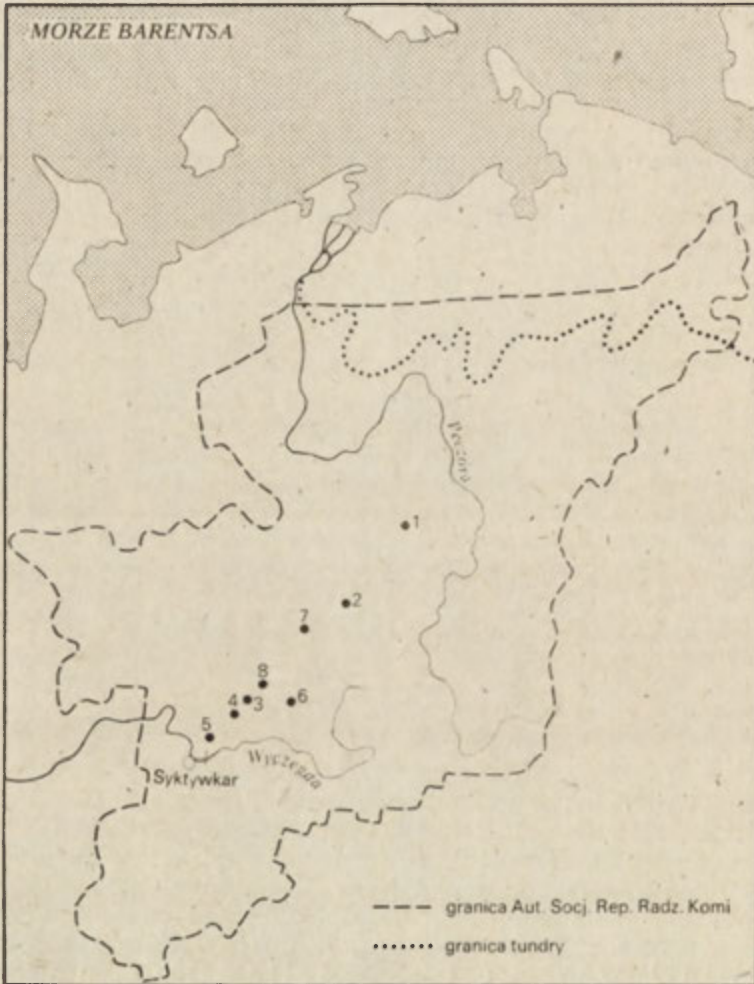 MORZE BARENTSA
Peczora
1
2
7
8
6
3
4
5
Wyczegda
Syktywkar
granica Aut. Socj. Rep. Radz. Komi
granica tundry